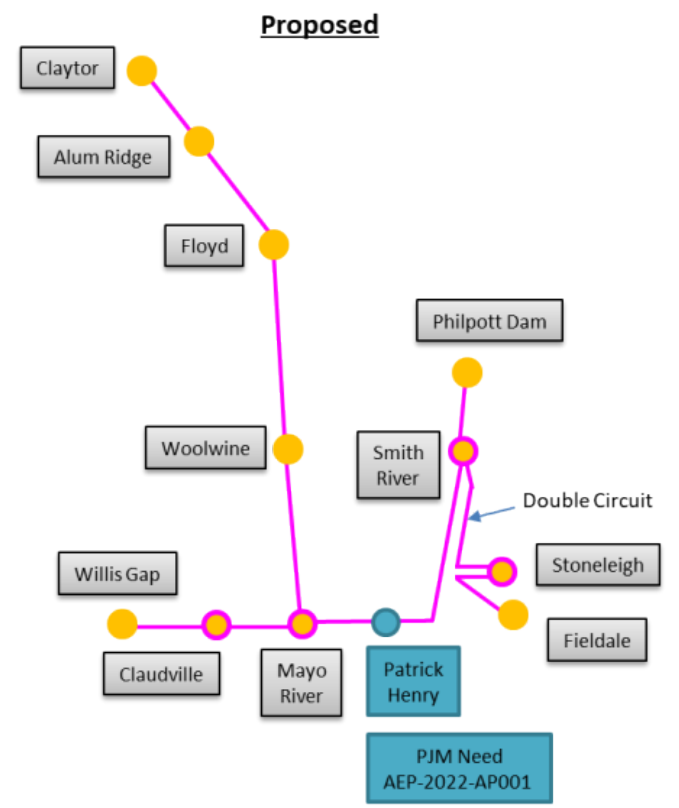 Proposed
Claytor
Alum Ridge
Floyd
Philpott Dam
Woolwine
Smith
River
Double Circuit
Stoneleigh
Willis Gap
Fieldale
Claudville
Mayo
River
Patrick
Henry
PJM Need
AEP-2022-AP001